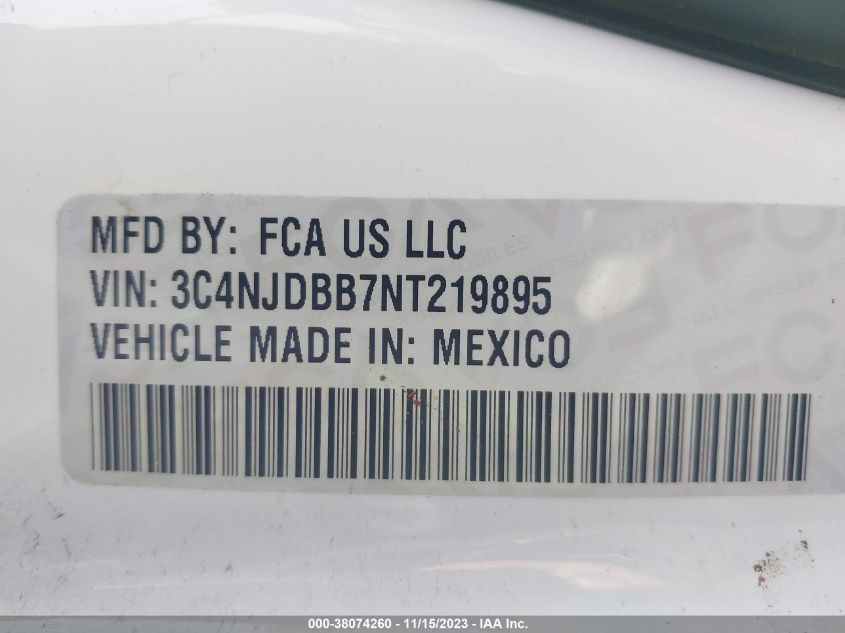 MFD BY: FCA US LLC
VIN: 3C4NJDBB7NT219895
VEHICLE MADE IN: MEXICO
000-38074260 - 11/15/2023 - IAA Inc.